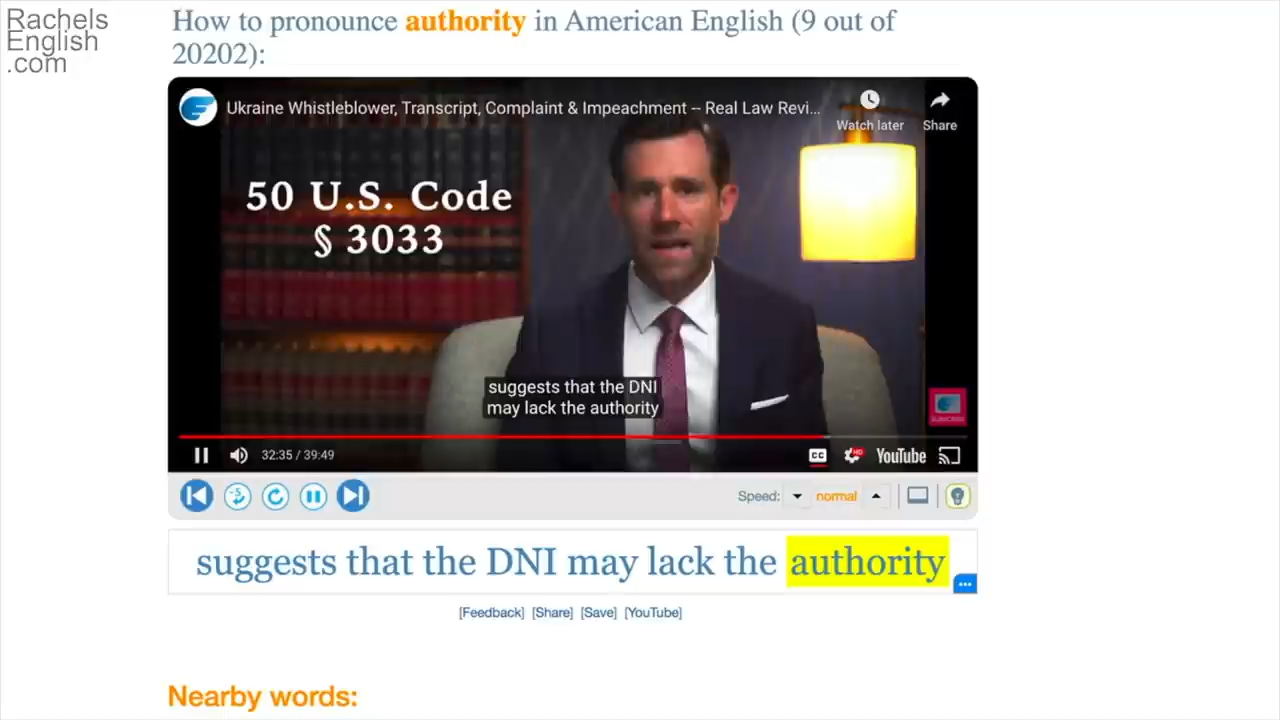 Rachels
English
.com
How to pronounce authority in American English (9 out of
20202):
Ukraine Whistleblower, Transcript, Complaint & Impeachment -- Real Law Revi...
Watch later
Share
50 U.S. Code
§ 3033
suggests that the DNI
may lack the authority
32:35 / 39:49
CC
HD
YouTube
Speed: normal
suggests that the DNI may lack the authority
[Feedback] [Share] [Save] [YouTube]
Nearby words: